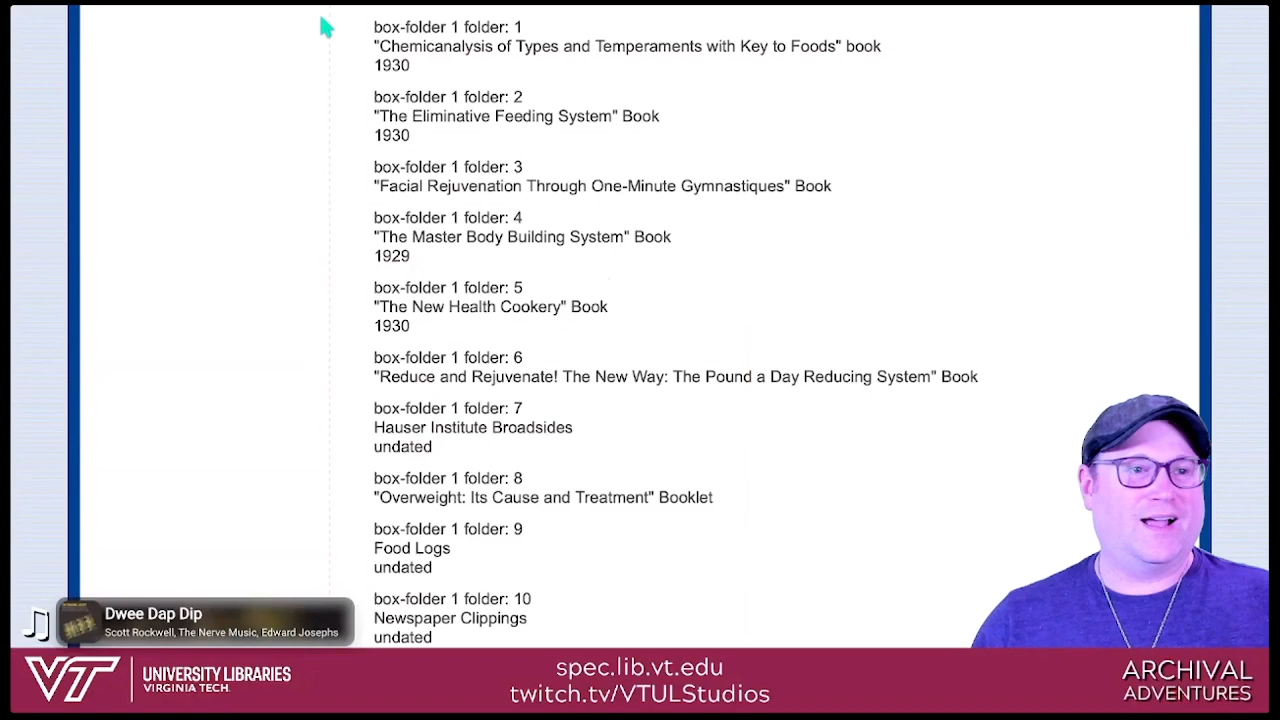 box-folder 1 folder: 1
"Chemicanalysis of Types and Temperaments with Key to Foods" book
1930
box-folder 1 folder: 2
"The Eliminative Feeding System" Book
1930
box-folder 1 folder: 3
"Facial Rejuvenation Through One-Minute Gymnastiques" Book
box-folder 1 folder: 4
"The Master Body Building System" Book
1929
box-folder 1 folder: 5
"The New Health Cookery" Book
1930
box-folder 1 folder: 6
"Reduce and Rejuvenate! The New Way: The Pound a Day Reducing System" Book
box-folder 1 folder: 7
Hauser Institute Broadsides
undated
box-folder 1 folder: 8
"Overweight: Its Cause and Treatment" Booklet
box-folder 1 folder: 9
Food Logs
undated
box-folder 1 folder: 10
Newspaper Clippings
undated
Dwee Dap Dip
Scott Rockwell, The Nerve Music, Edward Josephs
VT
UNIVERSITY LIBRARIES
VIRGINIA TECH.
spec.lib.vt.edu
twitch.tv/VTULStudios
ARCHIVAL
ADVENTURES